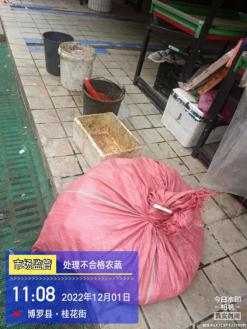 市场监管 处理不合格农蔬
11:08 2022年12月01日
博罗县·桂花街
今日水印
相机
真实时间